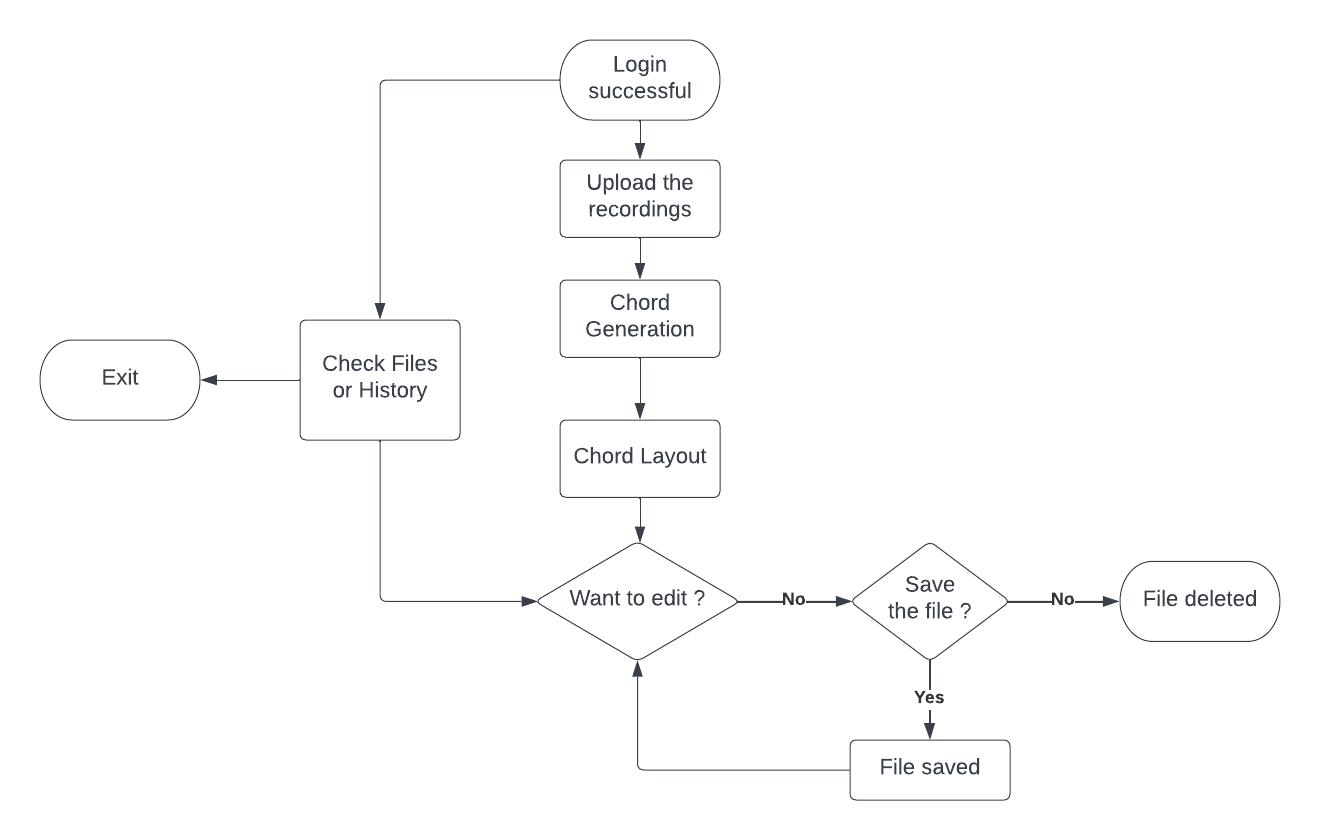 Login
successful
Upload the
recordings
Chord
Generation
Check Files
or History
Exit
Chord Layout
Want to edit ?
No
Save
the file ?
No
File deleted
Yes
File saved